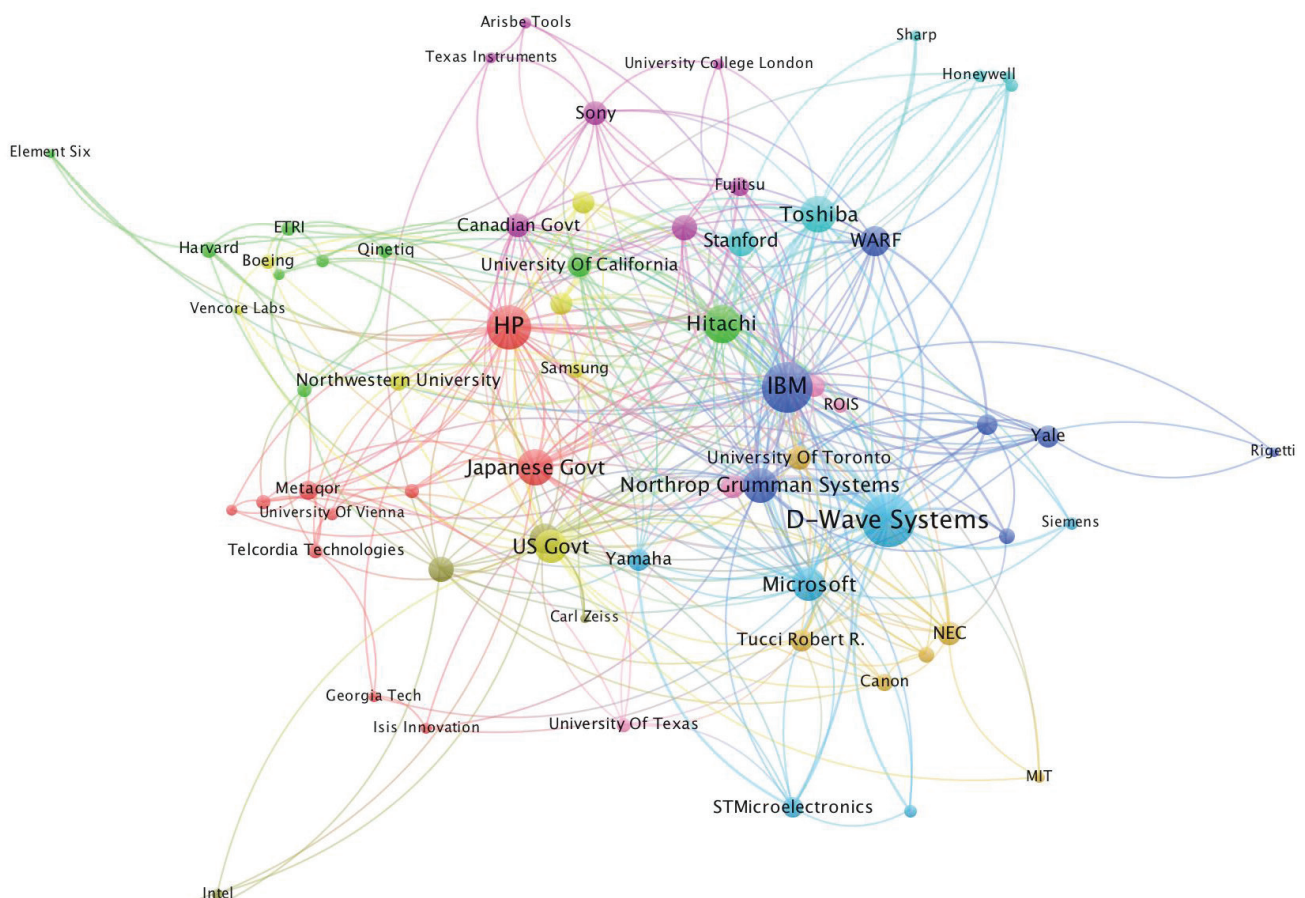 Arisbe Tools
Sharp
Texas Instruments
University College London
Honeywell
Sony
Element Six
Fujitsu
Toshiba
ETRI
Canadian Govt
Stanford
WARF
Harvard
Boeing
Qinetiq
University Of California
Vencore Labs
HP
Hitachi
Samsung
Northwestern University
IBM
ROIS
Yale
Rigetti
University Of Toronto
Japanese Govt
Metaqor
Northrop Grumman Systems
University Of Vienna
D-Wave Systems
Siemens
Telcordia Technologies
US Govt
Yamaha
Microsoft
Carl Zeiss
Tucci Robert R.
NEC
Canon
Georgia Tech
Isis Innovation
University Of Texas
MIT
STMicroelectronics
Intel